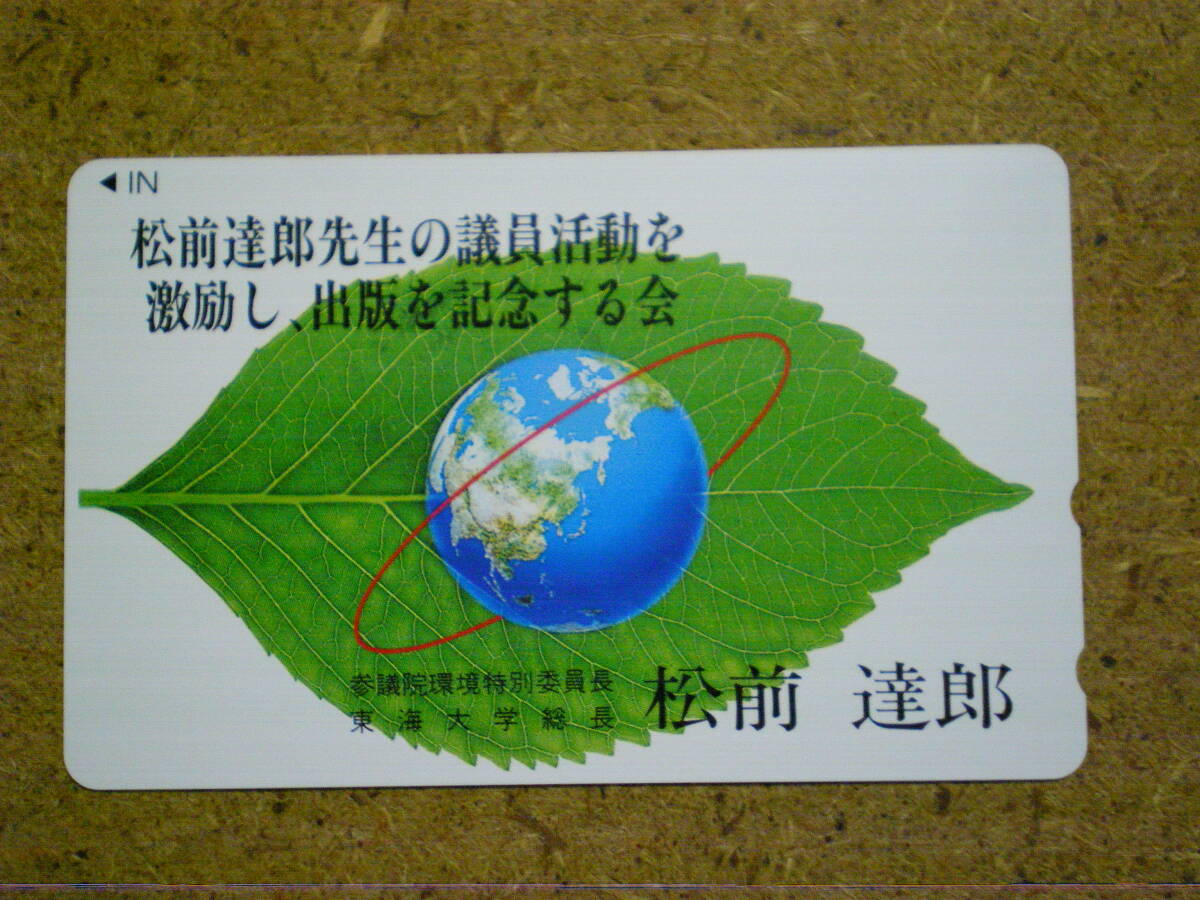 ◀ IN
松前達郎先生の議員活動を
激励し、出版を記念する会
参議院環境特別委員長
東海大学総長
松前 達郎